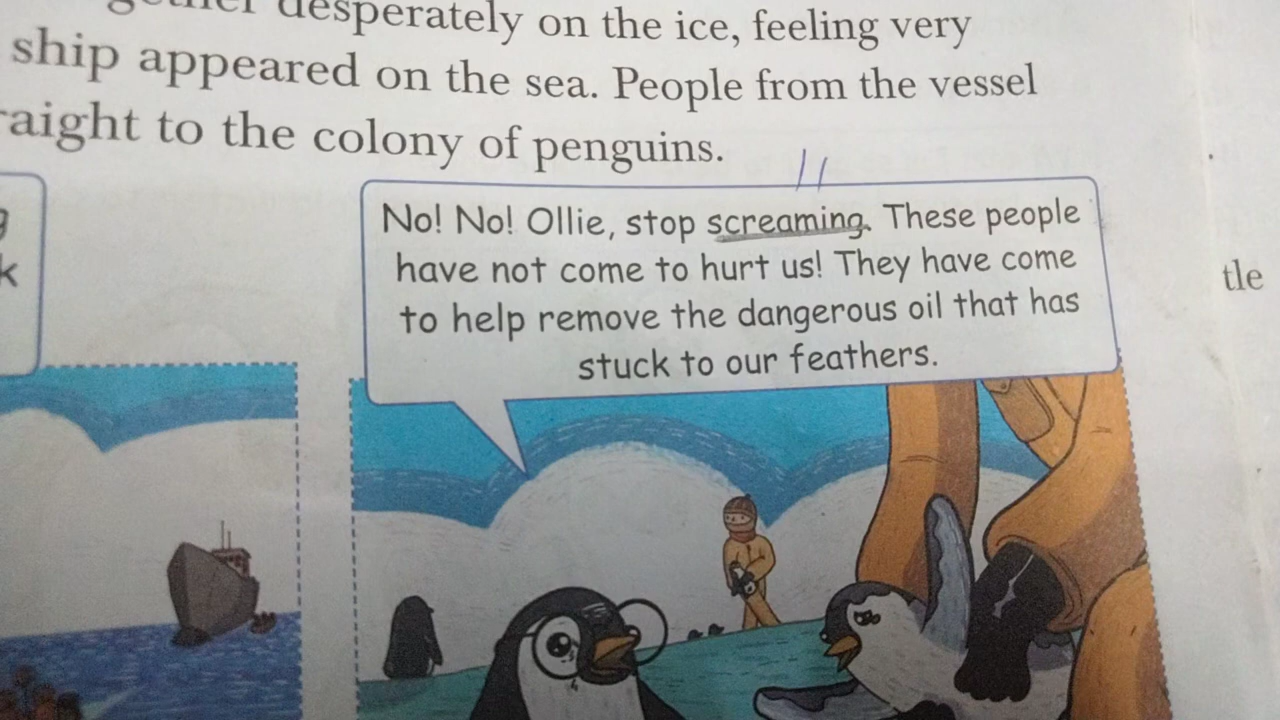 desperately on the ice, feeling very
ship appeared on the sea. People from the vessel
to the colony of penguins.
No! No! Ollie, stop screaming. These people
have not come to hurt us! They have come
to help remove the dangerous oil that has
stuck to our feathers.
tle